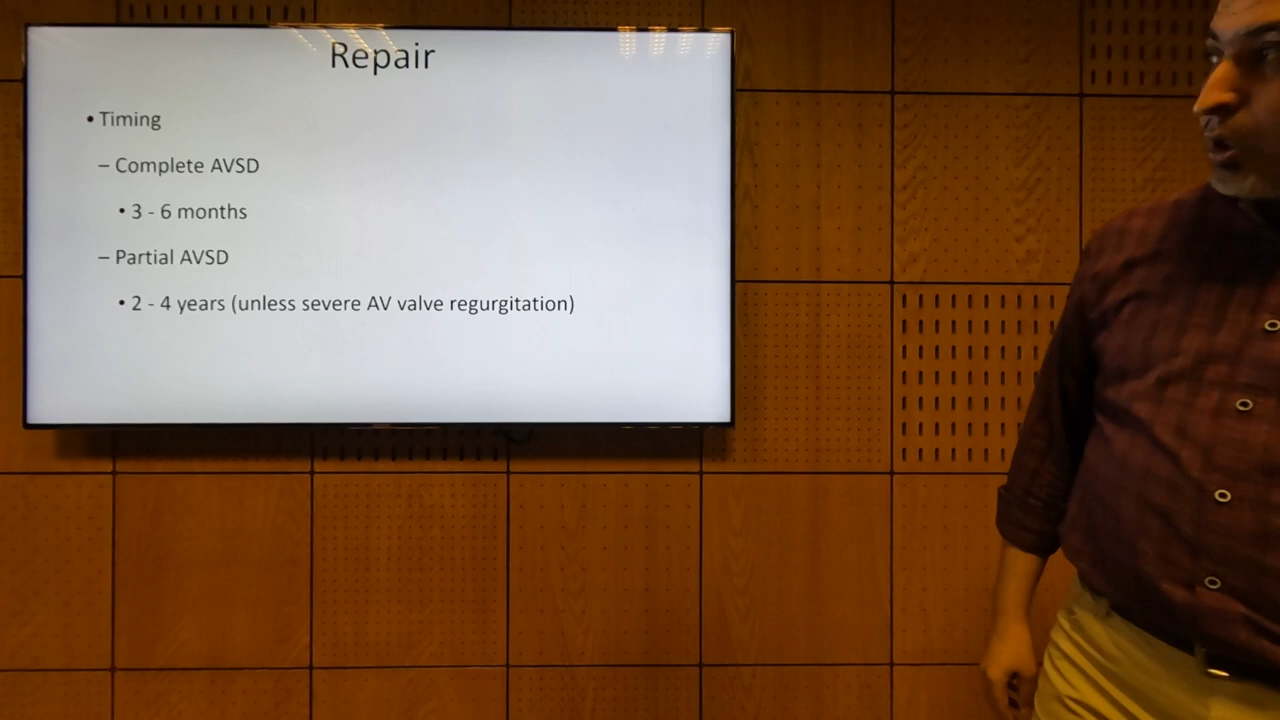 Repair
• Timing
– Complete AVSD
• 3 - 6 months
– Partial AVSD
• 2 - 4 years (unless severe AV valve regurgitation)